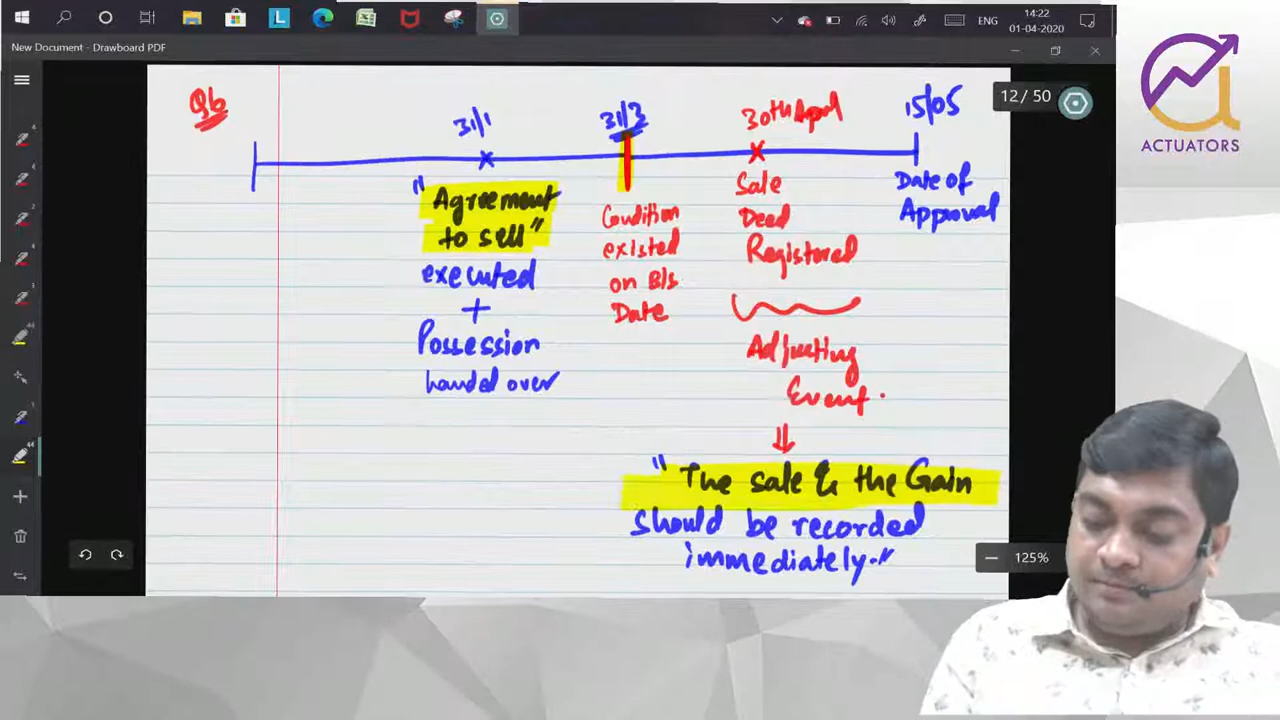 14:22
ENG
01-04-2020
New Document - Drawboard PDF
12 / 50
ACTUATORS
Q6
31/1
31/3
30th April
15/05
"Agreement
to sell"
executed
+
Possession
handed over
Condition
existed
on B/s
Date
Sale
Deed
Registered
Adjusting
Event.
Date of
Approval
"The sale & the Gain
should be recorded
immediately."
125%